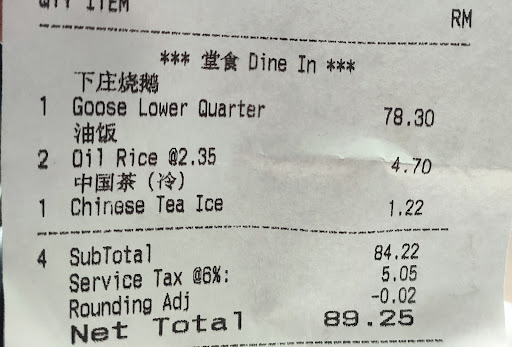 QTY ITEM RM
*** 堂食 Dine In ***
下庄烧鹅
1 Goose Lower Quarter 78.30
油饭
2 Oil Rice @2.35 4.70
中国茶 (冷)
1 Chinese Tea Ice 1.22
4 SubTotal 84.22
Service Tax @6%: 5.05
Rounding Adj -0.02
Net Total 89.25